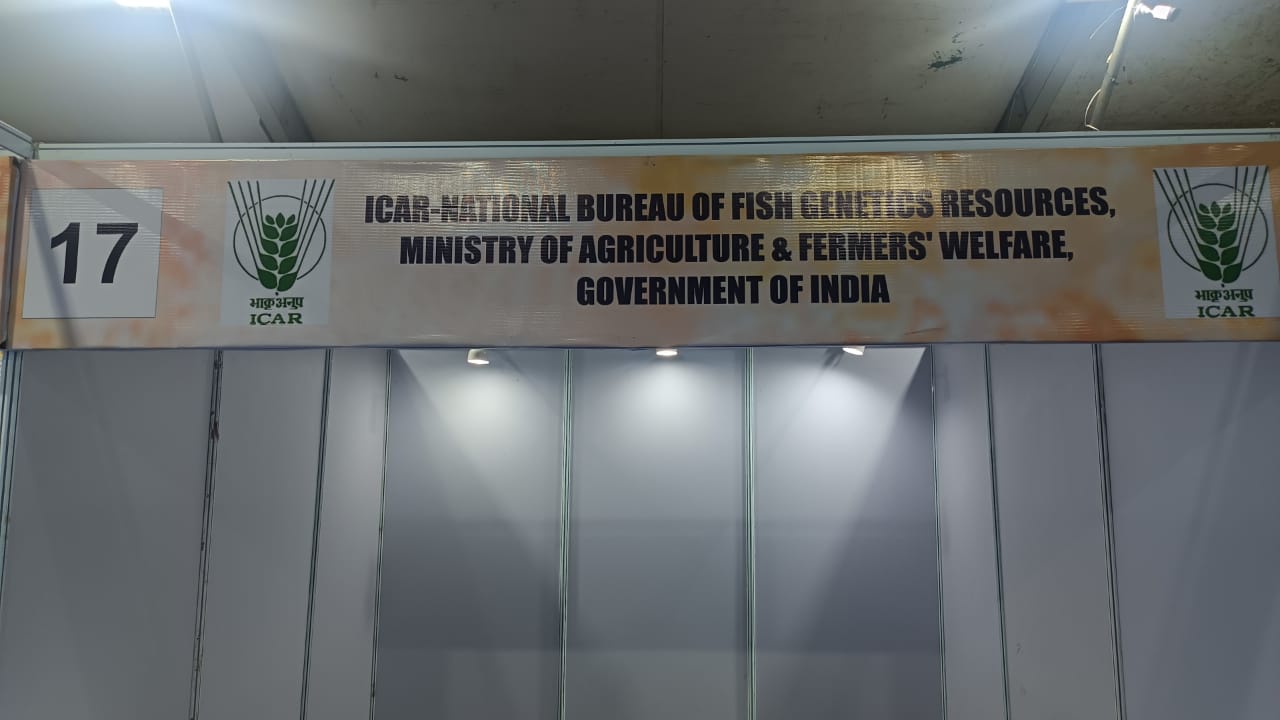 17
भाकृअनुप
ICAR
ICAR-NATIONAL BUREAU OF FISH GENETICS RESOURCES,
MINISTRY OF AGRICULTURE & FERMERS' WELFARE,
GOVERNMENT OF INDIA
भाकृअनुप
ICAR